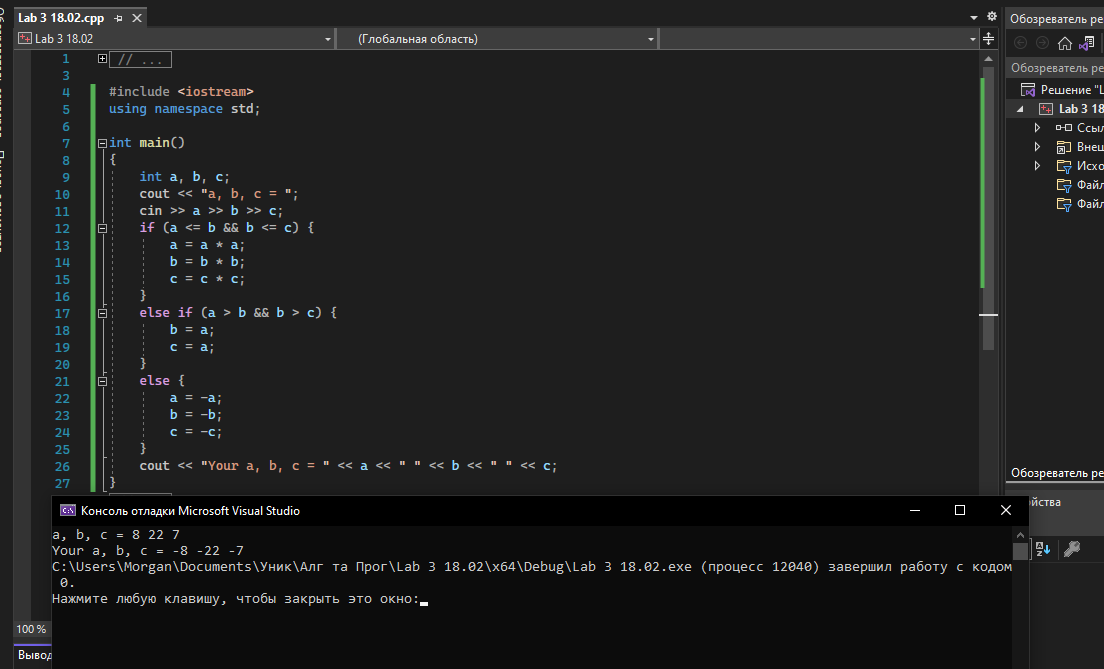 Lab 3 18.02.cpp
Lab 3 18.02
(Глобальная область)
1 // ...
3
4 #include <iostream>
5 using namespace std;
6
7 int main()
8 {
9 int a, b, c;
10 cout << "a, b, c = ";
11 cin >> a >> b >> c;
12 if (a <= b && b <= c) {
13 a = a * a;
14 b = b * b;
15 c = c * c;
16 }
17 else if (a > b && b > c) {
18 b = a;
19 c = a;
20 }
21 else {
22 a = -a;
23 b = -b;
24 c = -c;
25 }
26 cout << "Your a, b, c = " << a << " " << b << " " << c;
27 }
100 %
Вывод
Обозреватель ре
Обозреватель ре
Решение "L
Lab 3 18
Ссыл
Внеш
Исхо
Файл
Файл
Обозреватель ре
йства
Консоль отладки Microsoft Visual Studio
a, b, c = 8 22 7
Your a, b, c = -8 -22 -7
C:\Users\Morgan\Documents\Уник\Алг та Прог\Lab 3 18.02\x64\Debug\Lab 3 18.02.exe (процесс 12040) завершил работу с кодом
0.
Нажмите любую клавишу, чтобы закрыть это окно: